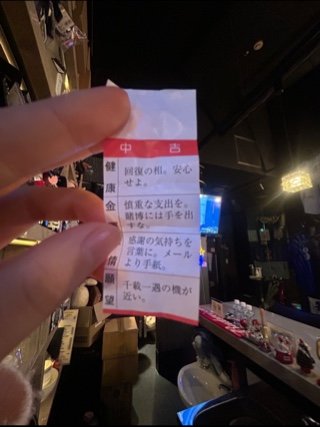 中吉
健康
回復の相。安心
せよ。
金
慎重な支出を。
賭博には手を出
すな。
情
感謝の気持ちを
言葉に。メール
より手紙。
願望
千載一遇の機が
近い。